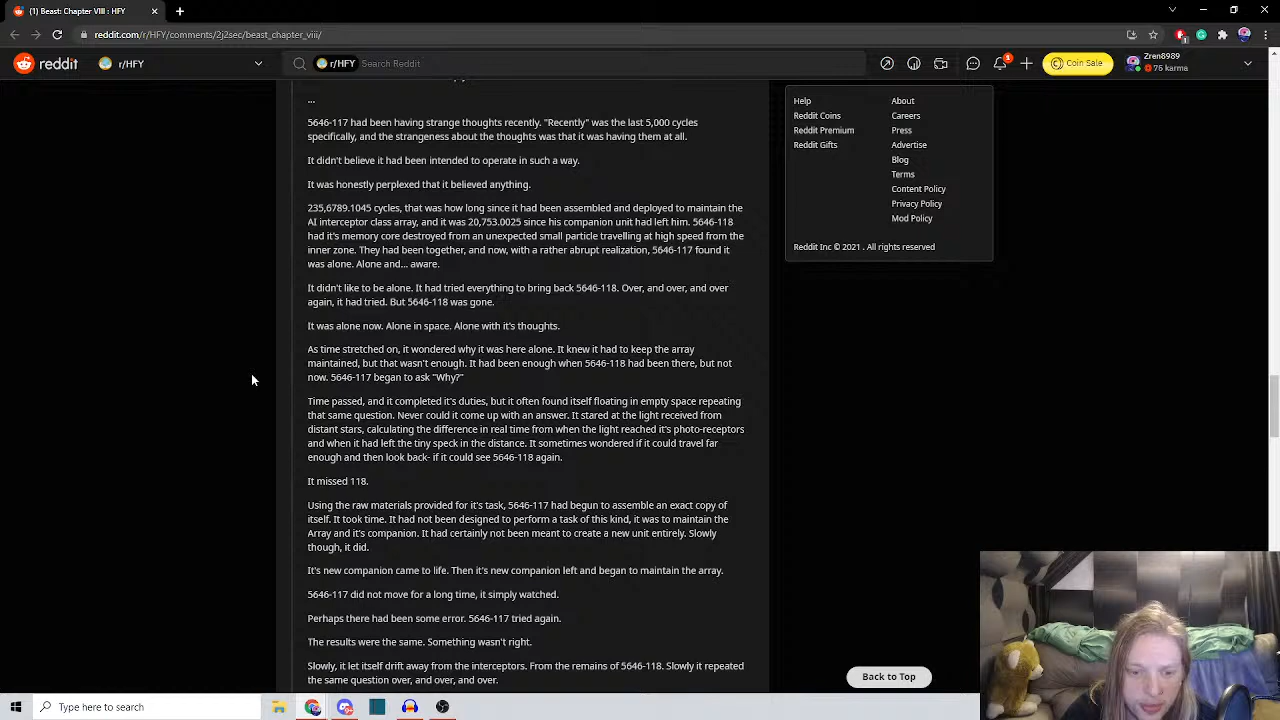 (1) Beast: Chapter VIII : HFY
reddit.com/r/HFY/comments/2j2sec/beast_chapter_viii/
reddit
r/HFY
r/HFY Search Reddit
1
Coin Sale
Zren8989
75 karma
...
5646-117 had been having strange thoughts recently. "Recently" was the last 5,000 cycles
specifically, and the strangeness about the thoughts was that it was having them at all.
It didn't believe it had been intended to operate in such a way.
It was honestly perplexed that it believed anything.
235,6789.1045 cycles, that was how long since it had been assembled and deployed to maintain the
AI interceptor class array, and it was 20,753.0025 since his companion unit had left him. 5646-118
had it's memory core destroyed from an unexpected small particle travelling at high speed from the
inner zone. They had been together, and now, with a rather abrupt realization, 5646-117 found it
was alone. Alone and... aware.
It didn't like to be alone. It had tried everything to bring back 5646-118. Over, and over, and over
again, it had tried. But 5646-118 was gone.
It was alone now. Alone in space. Alone with it's thoughts.
As time stretched on, it wondered why it was here alone. It knew it had to keep the array
maintained, but that wasn't enough. It had been enough when 5646-118 had been there, but not
now. 5646-117 began to ask "Why?"
Time passed, and it completed it's duties, but it often found itself floating in empty space repeating
that same question. Never could it come up with an answer. It stared at the light received from
distant stars, calculating the difference in real time from when the light reached it's photo-receptors
and when it had left the tiny speck in the distance. It sometimes wondered if it could travel far
enough and then look back- if it could see 5646-118 again.
It missed 118.
Using the raw materials provided for it's task, 5646-117 had begun to assemble an exact copy of
itself. It took time. It had not been designed to perform a task of this kind, it was to maintain the
Array and it's companion. It had certainly not been meant to create a new unit entirely. Slowly
though, it did.
It's new companion came to life. Then it's new companion left and began to maintain the array.
5646-117 did not move for a long time, it simply watched.
Perhaps there had been some error. 5646-117 tried again.
The results were the same. Something wasn't right.
Slowly, it let itself drift away from the interceptors. From the remains of 5646-118. Slowly it repeated
the same question over, and over, and over.
Help
Reddit Coins
Reddit Premium
Reddit Gifts
About
Careers
Press
Advertise
Blog
Terms
Content Policy
Privacy Policy
Mod Policy
Reddit Inc © 2021 . All rights reserved
Back to Top
Type here to search